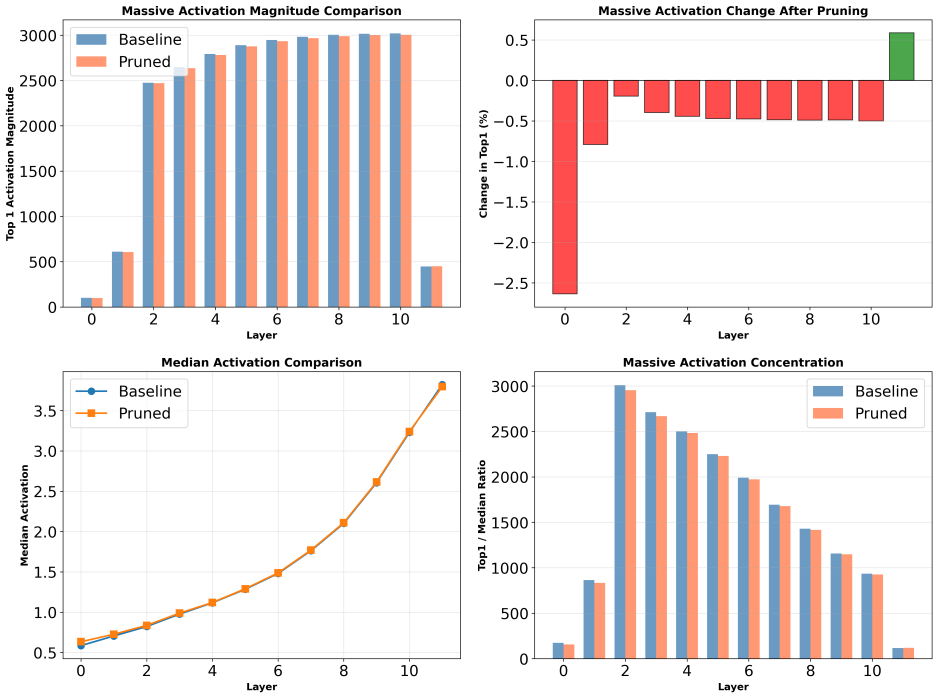 Massive Activation Magnitude Comparison
Top 1 Activation Magnitude
3000
2500
2000
1500
1000
500
0
Baseline
Pruned
0 2 4 6 8 10
Layer
Massive Activation Change After Pruning
Change in Top1 (%)
0.5
0.0
−0.5
−1.0
−1.5
−2.0
−2.5
0 2 4 6 8 10
Layer
Median Activation Comparison
Median Activation
3.5
3.0
2.5
2.0
1.5
1.0
0.5
Baseline
Pruned
0 2 4 6 8 10
Layer
Massive Activation Concentration
Top1 / Median Ratio
3000
2500
2000
1500
1000
500
0
Baseline
Pruned
0 2 4 6 8 10
Layer